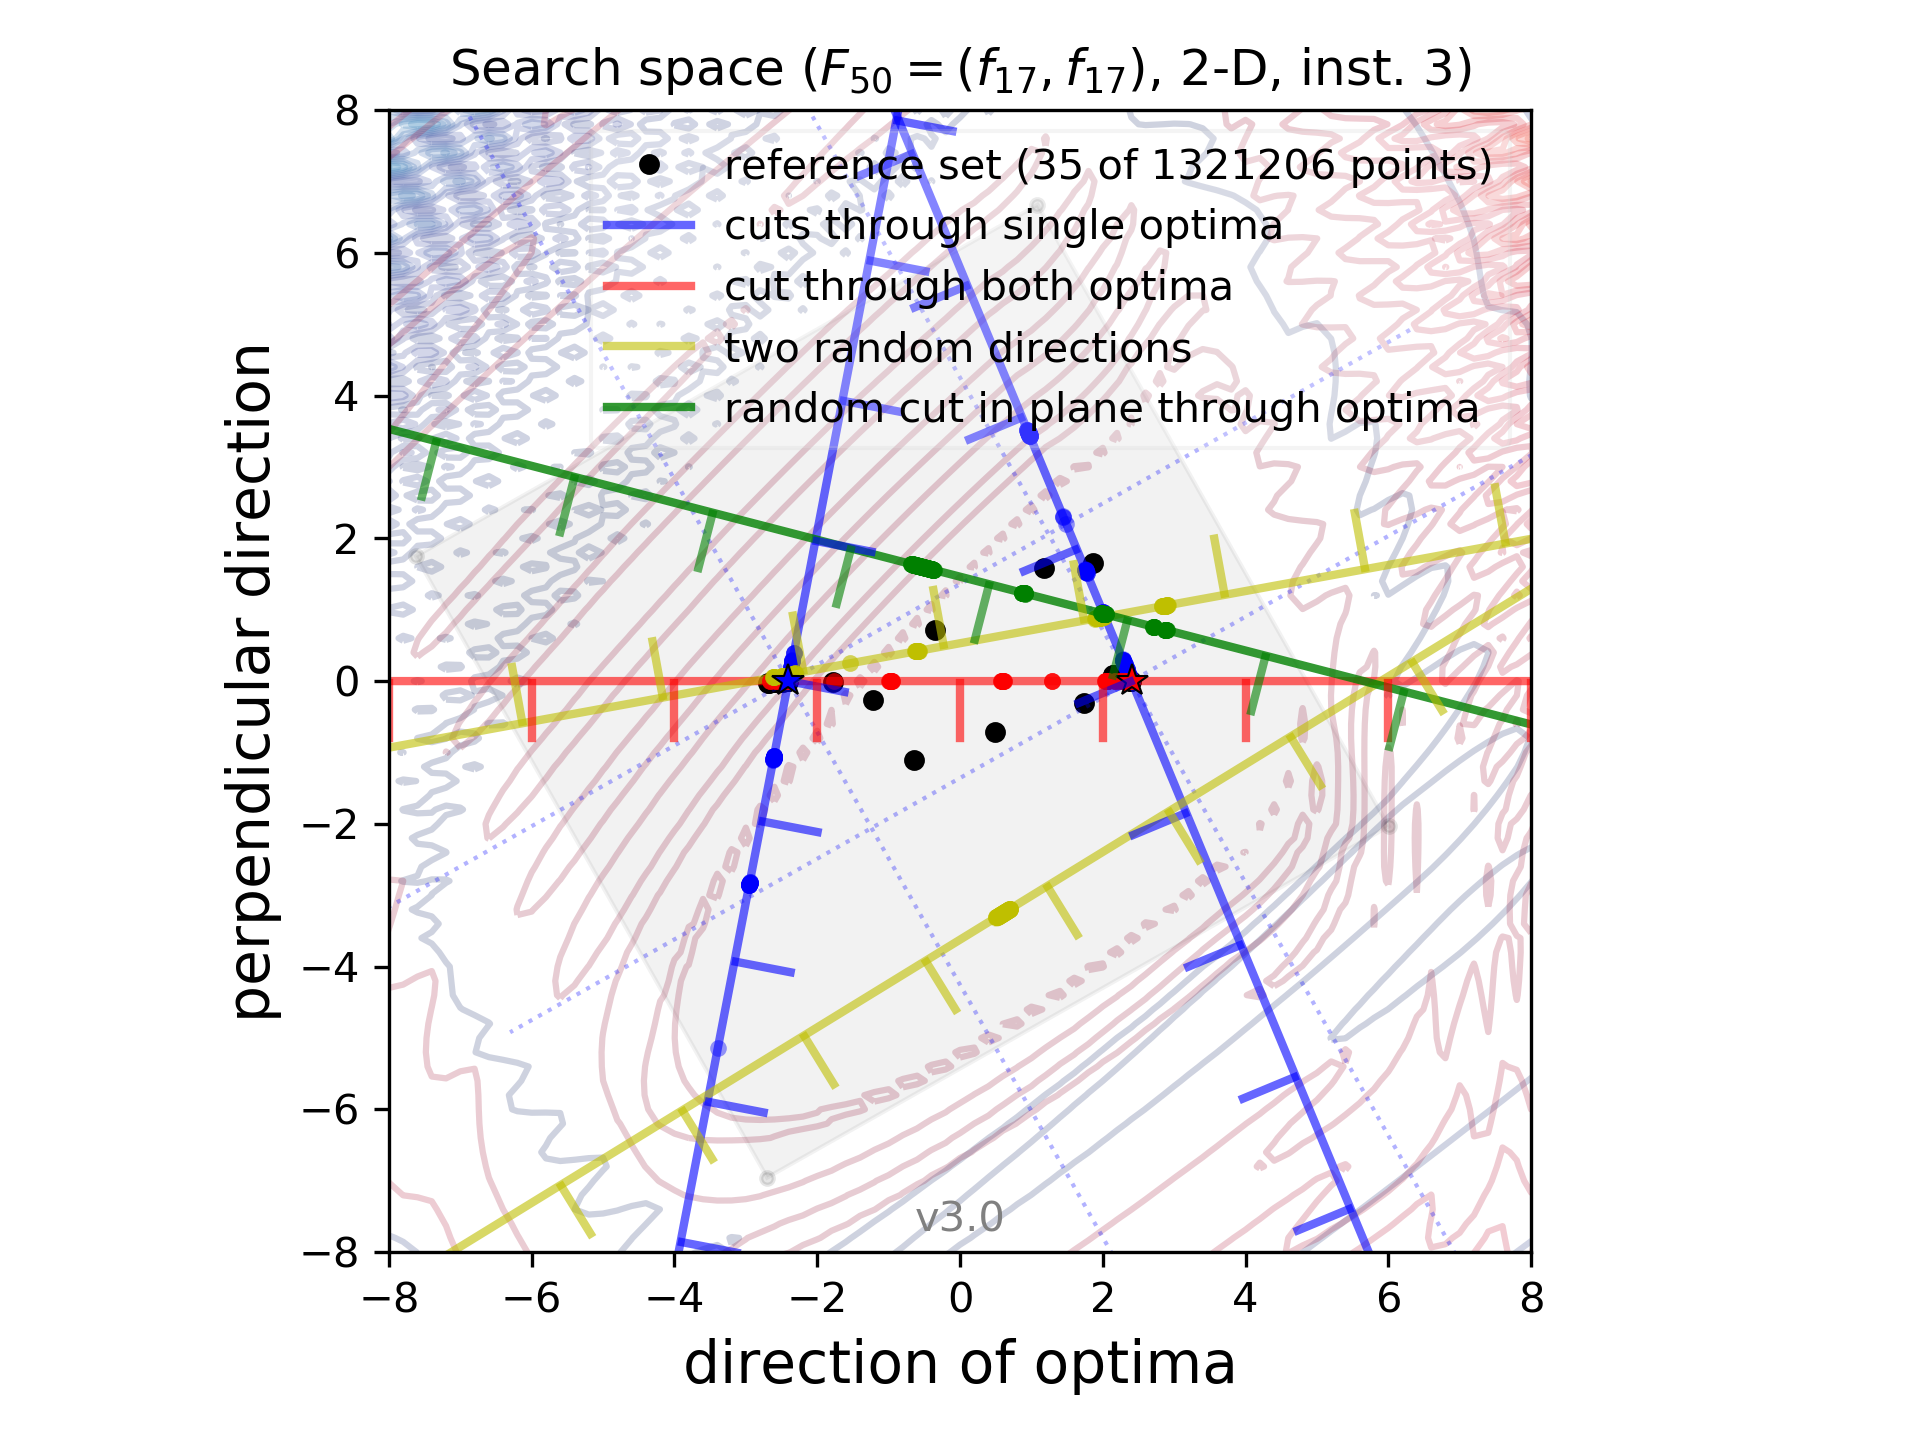 Search space ($F_{50} = (f_{17}, f_{17})$, 2-D, inst. 3)
reference set (35 of 1321206 points)
cuts through single optima
cut through both optima
two random directions
random cut in plane through optima
perpendicular direction
8
6
4
2
0
−2
−4
−6
−8
v3.0
−8 −6 −4 −2 0 2 4 6 8
direction of optima